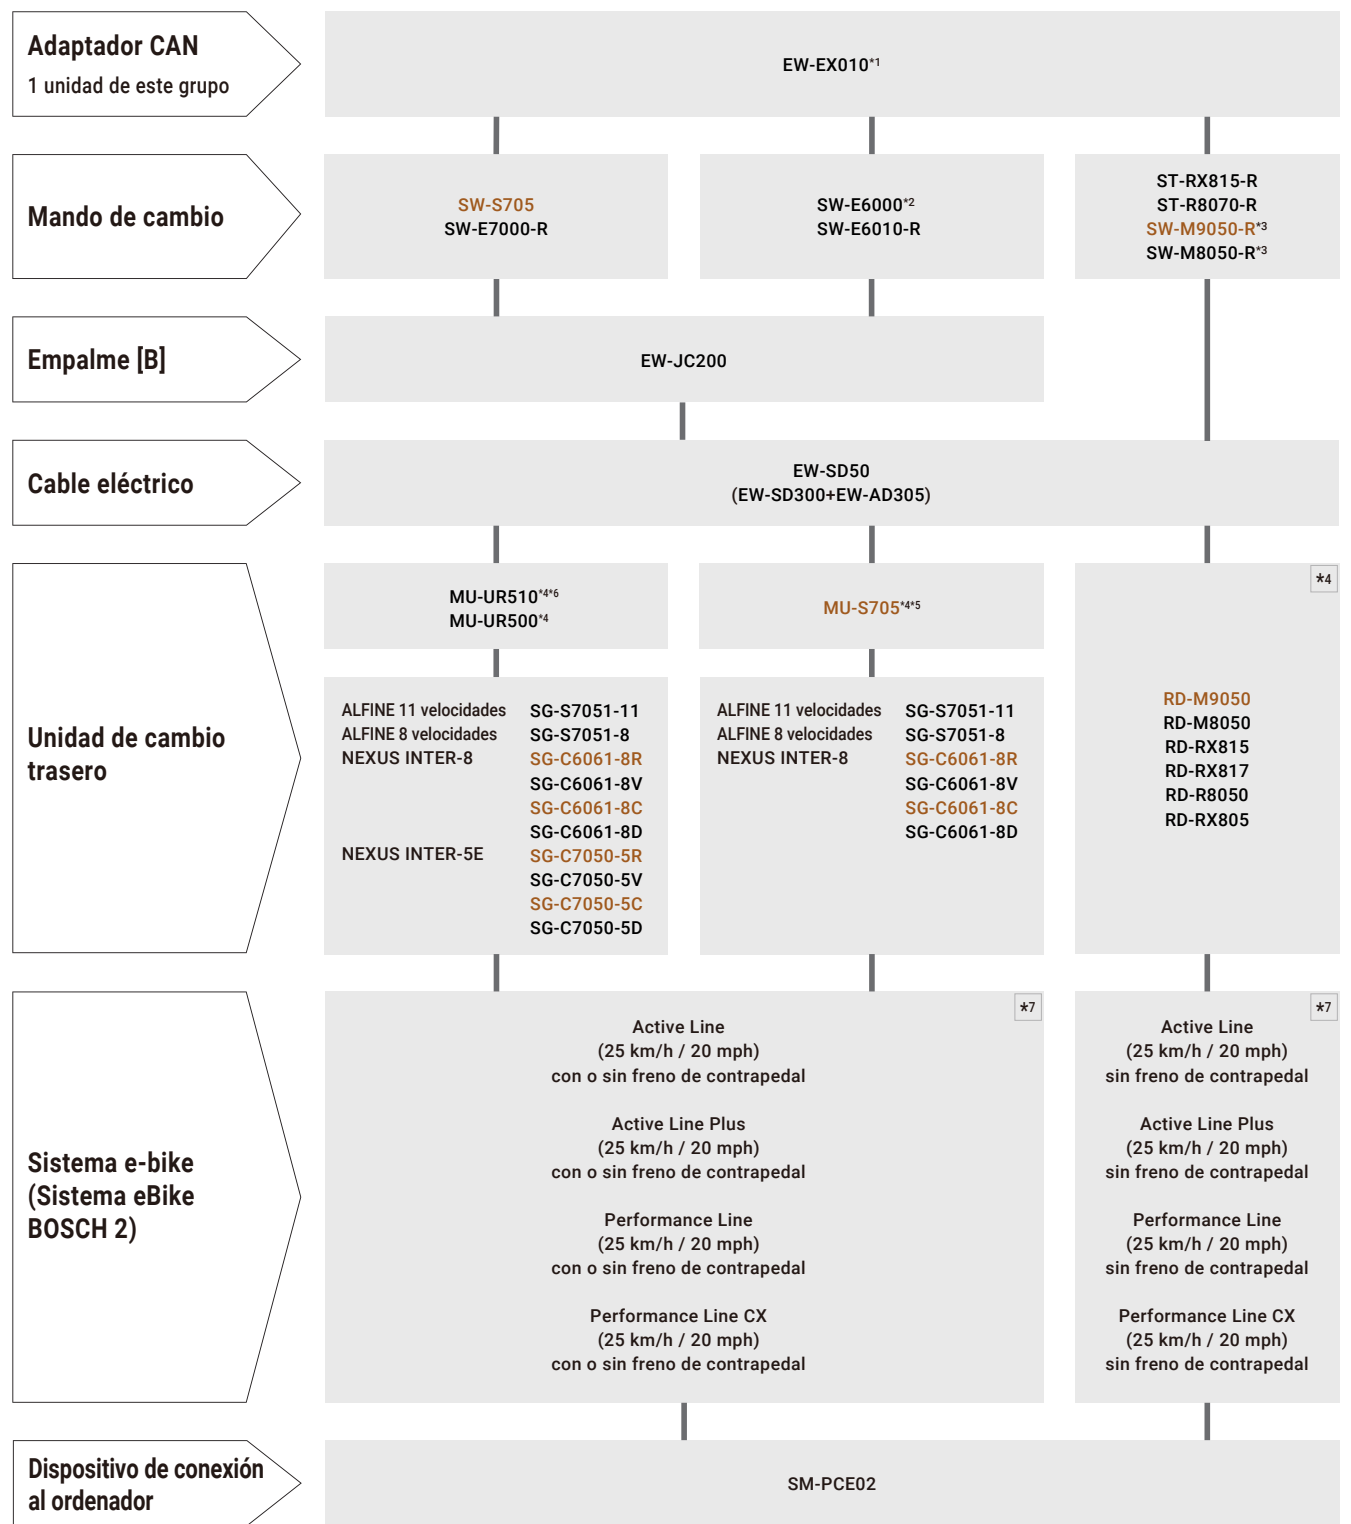 Adaptador CAN
1 unidad de este grupo
EW-EX010*1
Mando de cambio
SW-S705
SW-E7000-R
SW-E6000*2
SW-E6010-R
ST-RX815-R
ST-R8070-R
SW-M9050-R*3
SW-M8050-R*3
Empalme [B]
EW-JC200
Cable eléctrico
EW-SD50
(EW-SD300+EW-AD305)
Unidad de cambio
trasero
MU-UR510*4*6
MU-UR500*4
MU-S705*4*5
*4
ALFINE 11 velocidades SG-S7051-11
ALFINE 8 velocidades SG-S7051-8
NEXUS INTER-8 SG-C6061-8R
SG-C6061-8V
SG-C6061-8C
SG-C6061-8D
NEXUS INTER-5E SG-C7050-5R
SG-C7050-5V
SG-C7050-5C
SG-C7050-5D
ALFINE 11 velocidades SG-S7051-11
ALFINE 8 velocidades SG-S7051-8
NEXUS INTER-8 SG-C6061-8R
SG-C6061-8V
SG-C6061-8C
SG-C6061-8D
RD-M9050
RD-M8050
RD-RX815
RD-RX817
RD-R8050
RD-RX805
Sistema e-bike
(Sistema eBike
BOSCH 2)
*7
Active Line
(25 km/h / 20 mph)
con o sin freno de contrapedal
Active Line Plus
(25 km/h / 20 mph)
con o sin freno de contrapedal
Performance Line
(25 km/h / 20 mph)
con o sin freno de contrapedal
Performance Line CX
(25 km/h / 20 mph)
con o sin freno de contrapedal
*7
Active Line
(25 km/h / 20 mph)
sin freno de contrapedal
Active Line Plus
(25 km/h / 20 mph)
sin freno de contrapedal
Performance Line
(25 km/h / 20 mph)
sin freno de contrapedal
Performance Line CX
(25 km/h / 20 mph)
sin freno de contrapedal
Dispositivo de conexión
al ordenador
SM-PCE02